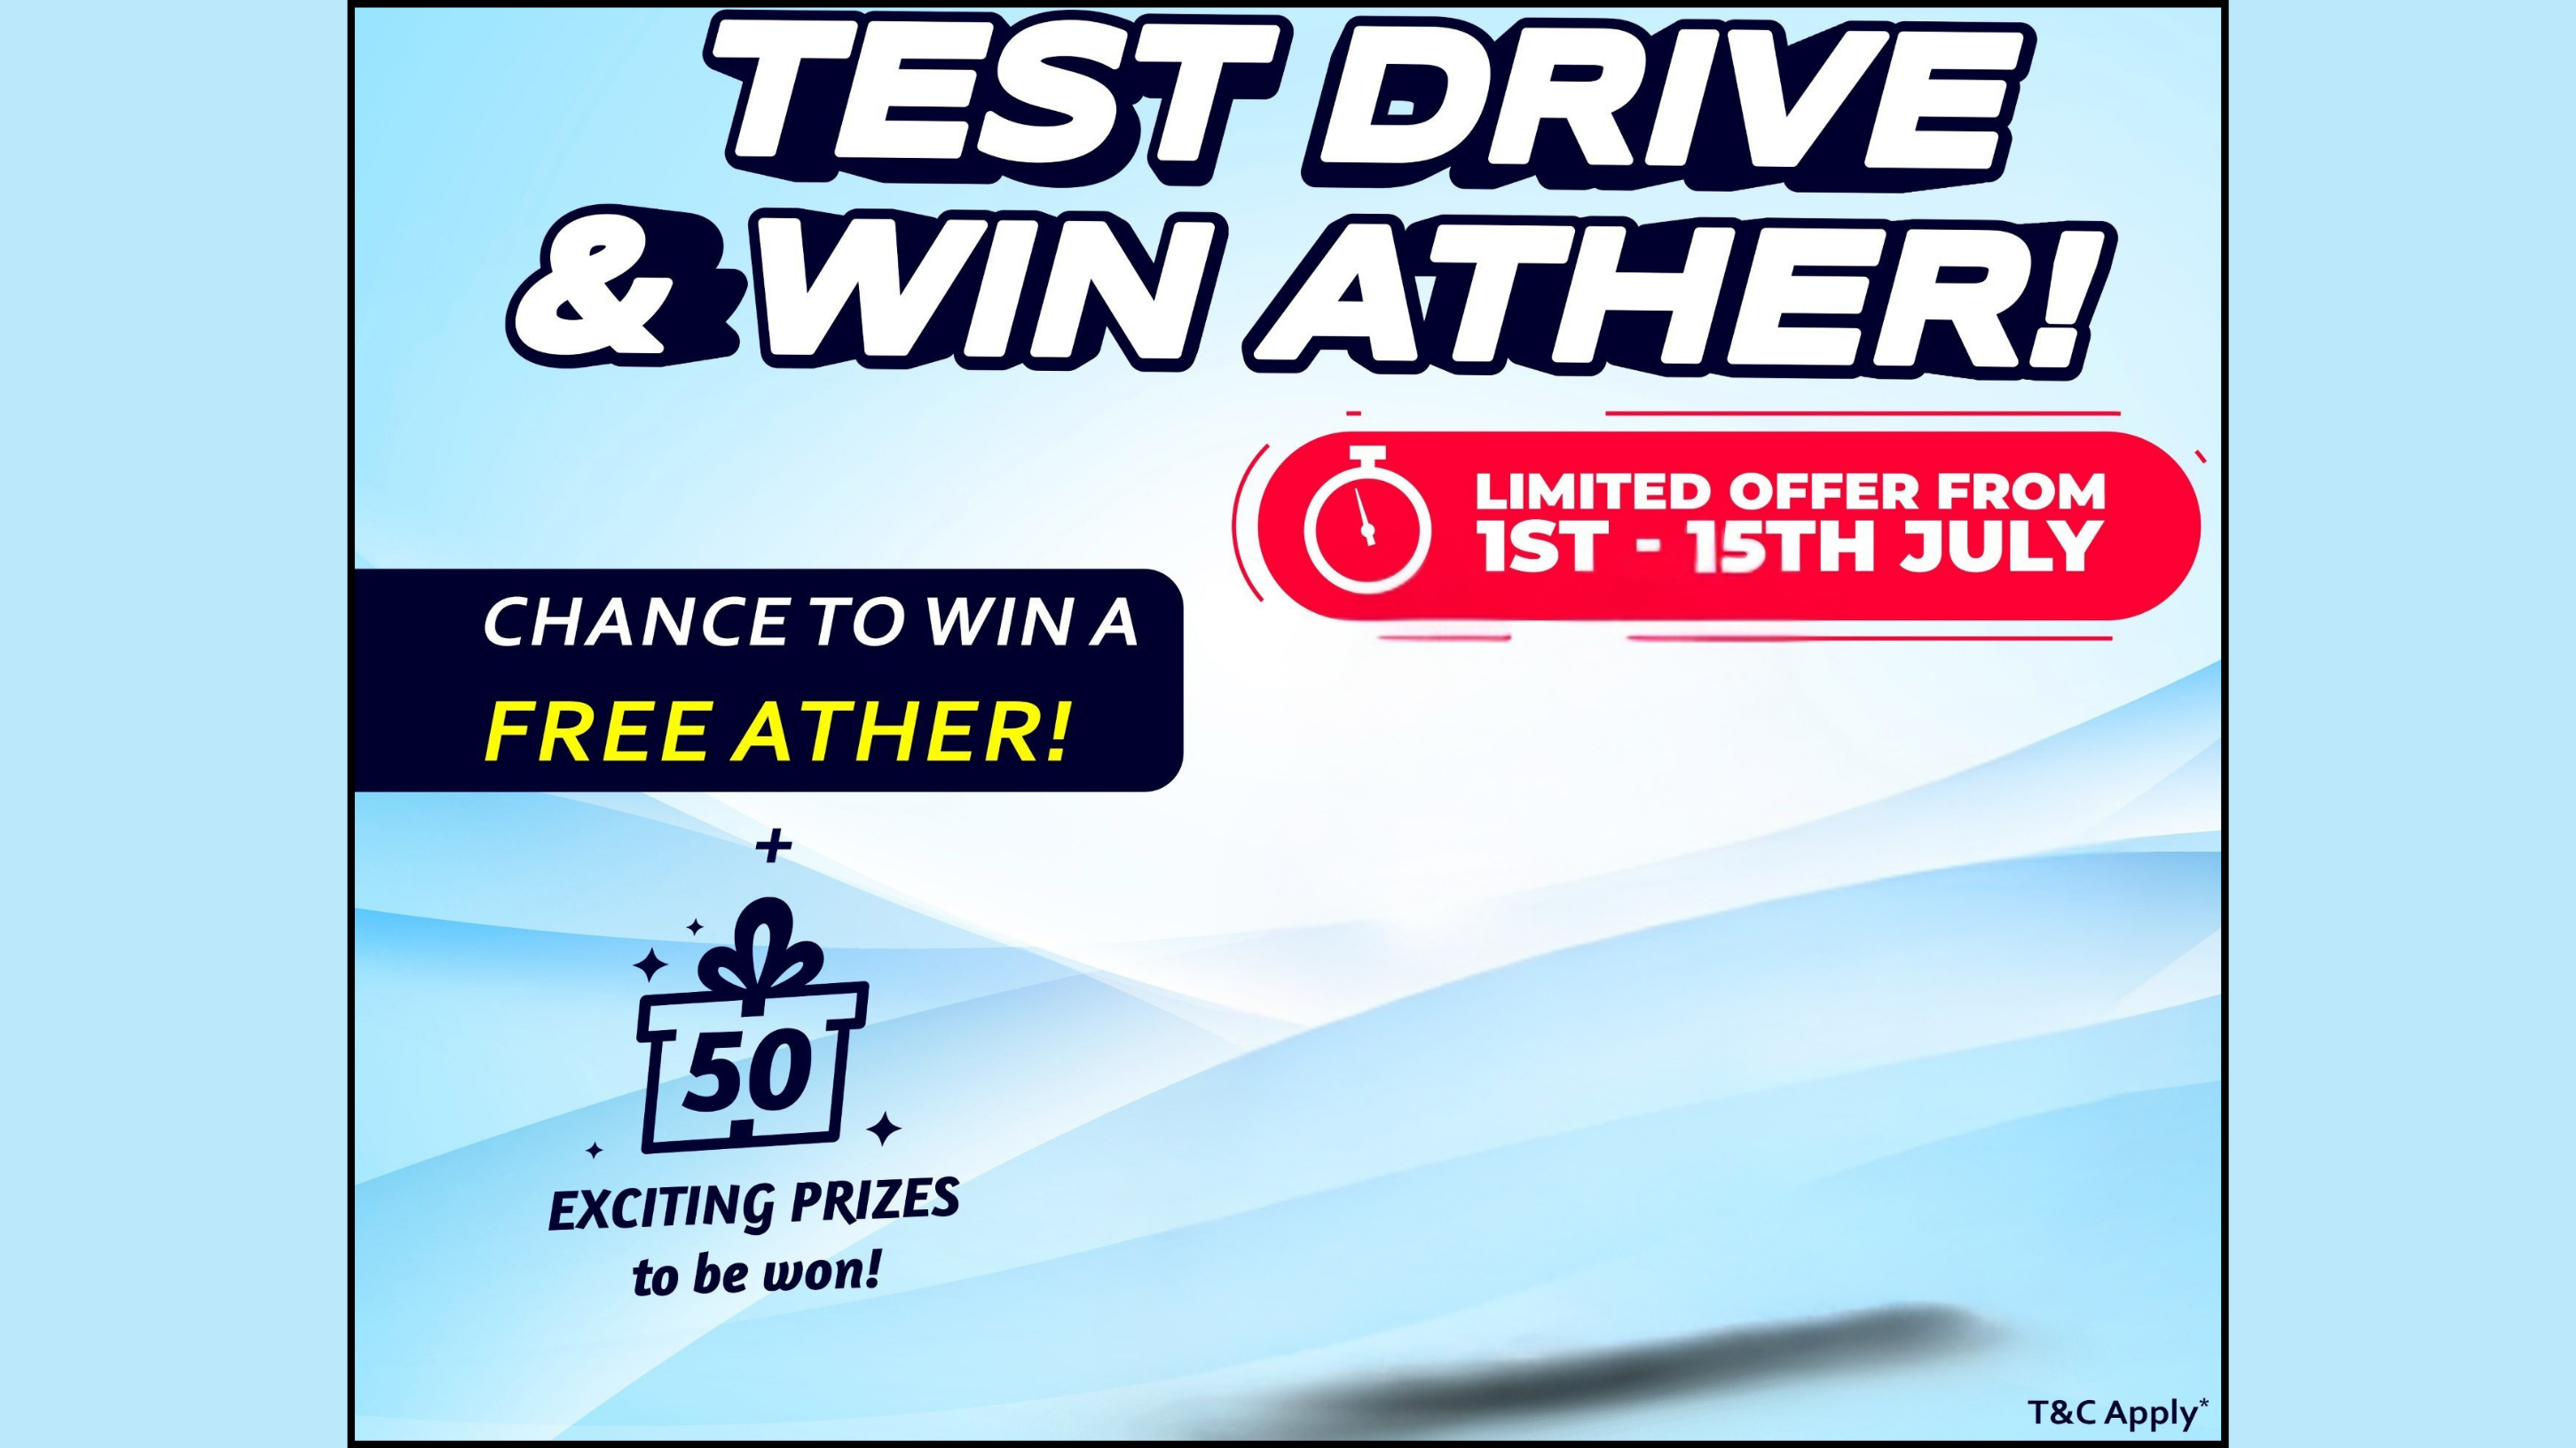 TEST DRIVE
& WIN ATHER!
LIMITED OFFER FROM
1ST - 15TH JULY
CHANCE TO WIN A
FREE ATHER!
+
50
EXCITING PRIZES
to be won!
T&C Apply*